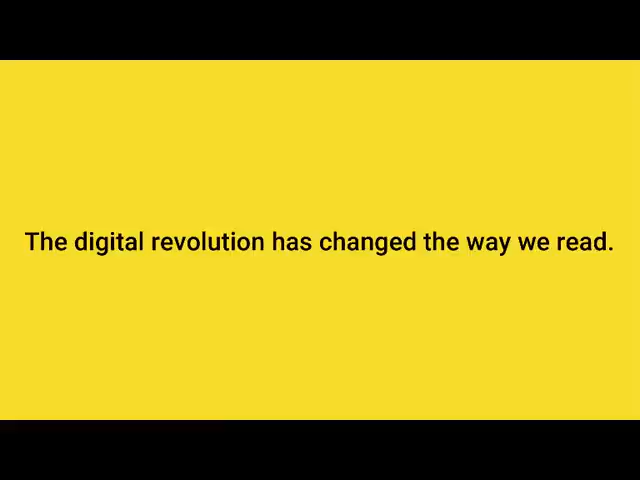 The digital revolution has changed the way we read.